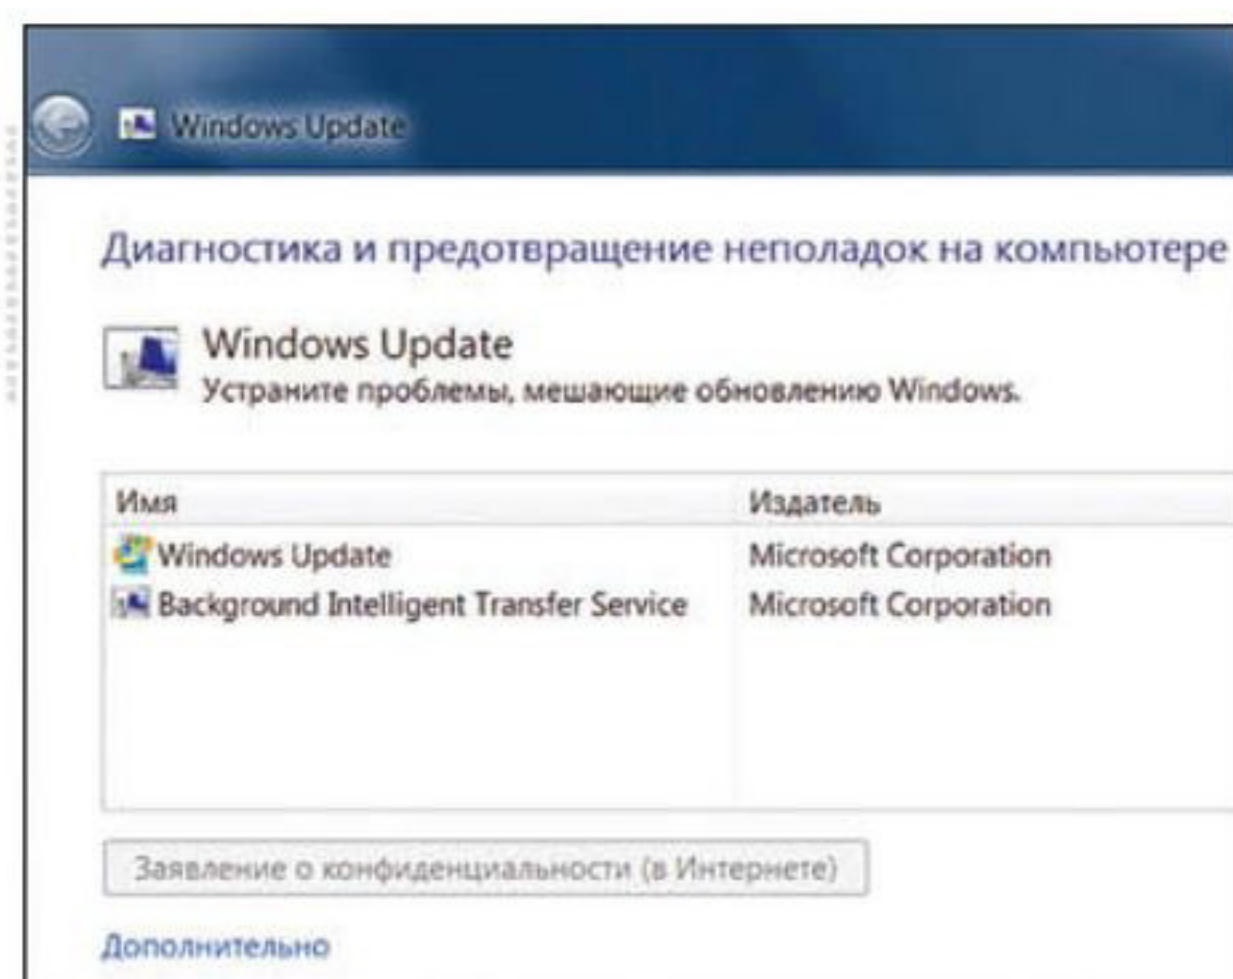 Windows Update
Диагностика и предотвращение неполадок на компьютере
Windows Update
Устраните проблемы, мешающие обновлению Windows.
Имя Издатель
Windows Update Microsoft Corporation
Background Intelligent Transfer Service Microsoft Corporation
Заявление о конфиденциальности (в Интернете)
Дополнительно